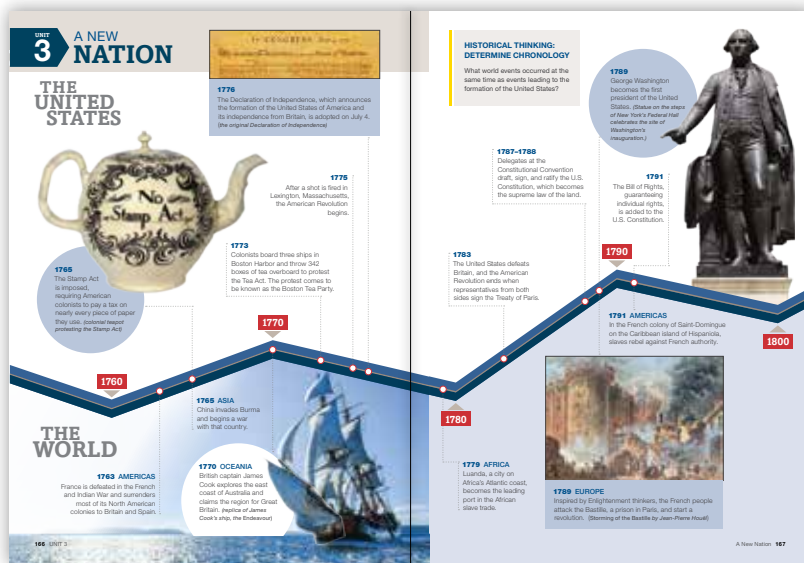 UNIT
3
A NEW
NATION
THE
UNITED
STATES
1776
The Declaration of Independence, which announces
the formation of the United States of America and
its independence from Britain, is adopted on July 4.
(the original Declaration of Independence)
No
Stamp Act
1765
The Stamp Act
is imposed,
requiring American
colonists to pay a tax on
nearly every piece of paper
they use. (colonial teapot
protesting the Stamp Act)
1773
Colonists board three ships in
Boston Harbor and throw 342
boxes of tea overboard to protest
the Tea Act. The protest comes to
be known as the Boston Tea Party.
1775
After a shot is fired in
Lexington, Massachusetts,
the American Revolution
begins.
1760
1770
THE
WORLD
1763 AMERICAS
France is defeated in the French
and Indian War and surrenders
most of its North American
colonies to Britain and Spain.
1765 ASIA
China invades Burma
and begins a war
with that country.
1770 OCEANIA
British captain James
Cook explores the east
coast of Australia and
claims the region for Great
Britain. (replica of James
Cook's ship, the Endeavour)
166 UNIT 3
HISTORICAL THINKING:
DETERMINE CHRONOLOGY
What world events occurred at the
same time as events leading to the
formation of the United States?
1789
George Washington
becomes the first
president of the United
States. (Statue on the steps
of New York's Federal Hall
celebrates the site of
Washington's
inauguration.)
1787–1788
Delegates at the
Constitutional Convention
draft, sign, and ratify the U.S.
Constitution, which becomes
the supreme law of the land.
1791
The Bill of Rights,
guaranteeing
individual rights,
is added to the
U.S. Constitution.
1783
The United States defeats
Britain, and the American
Revolution ends when
representatives from both
sides sign the Treaty of Paris.
1790
1800
1780
1791 AMERICAS
In the French colony of Saint-Domingue
on the Caribbean island of Hispaniola,
slaves rebel against French authority.
1779 AFRICA
Luanda, a city on
Africa's Atlantic coast,
becomes the leading
port in the African
slave trade.
1789 EUROPE
Inspired by Enlightenment thinkers, the French people
attack the Bastille, a prison in Paris, and start a
revolution. (Storming of the Bastille by Jean-Pierre Houël)
A New Nation 167